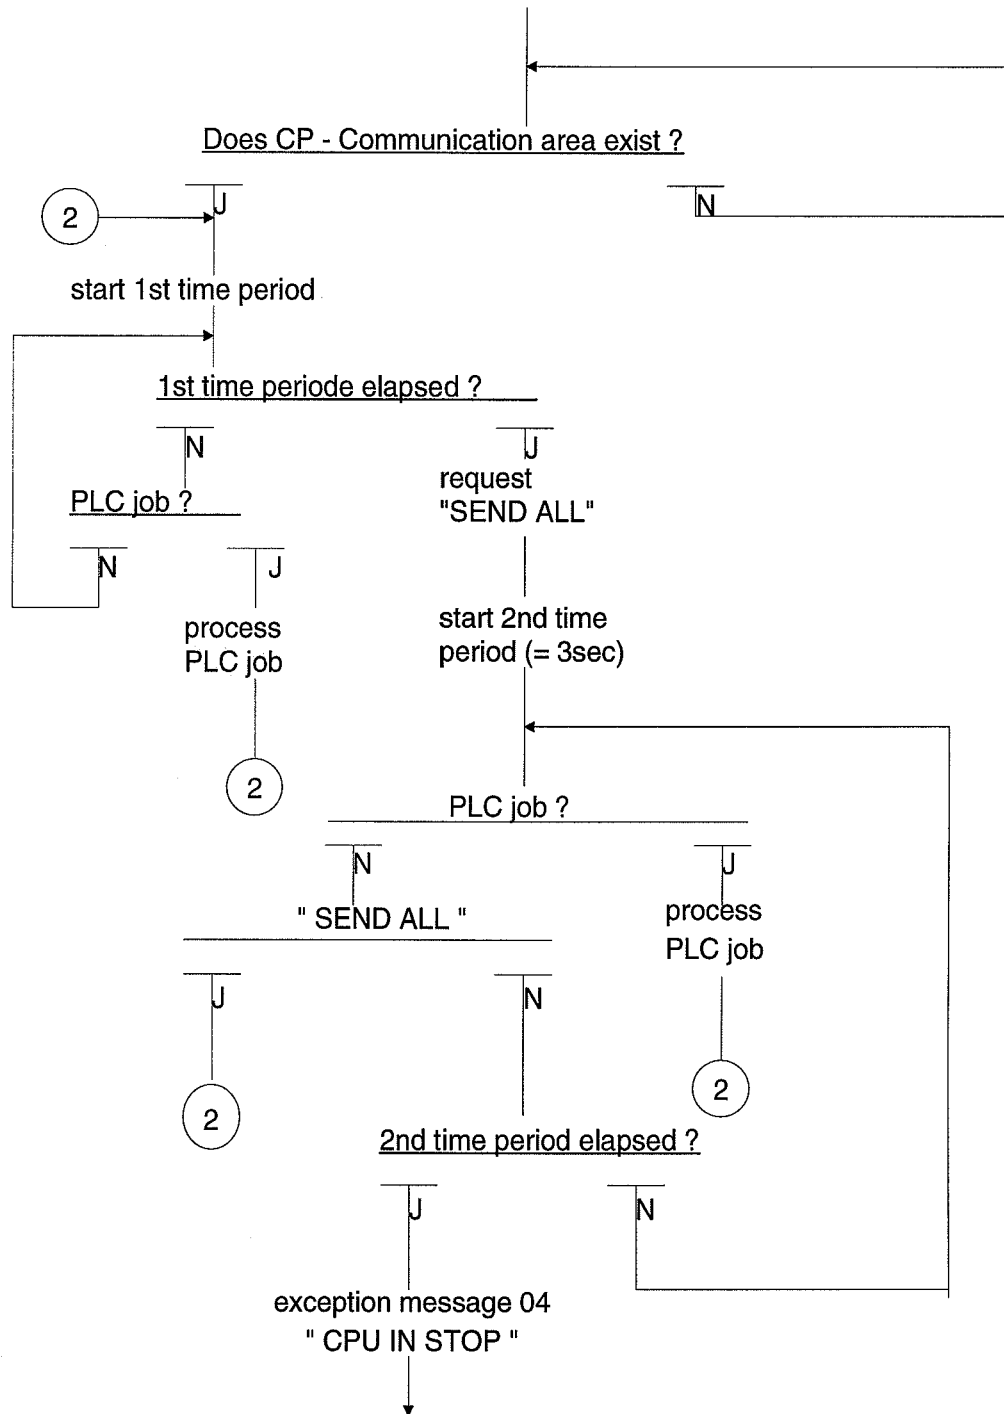 Does CP - Communication area exist ?
J
N
2
start 1st time period
1st time periode elapsed ?
N
J
request
"SEND ALL"
PLC job ?
N
J
process
PLC job
start 2nd time
period (= 3sec)
2
PLC job ?
N
J
" SEND ALL "
process
PLC job
J
N
2
2
2nd time period elapsed ?
J
N
exception message 04
" CPU IN STOP "